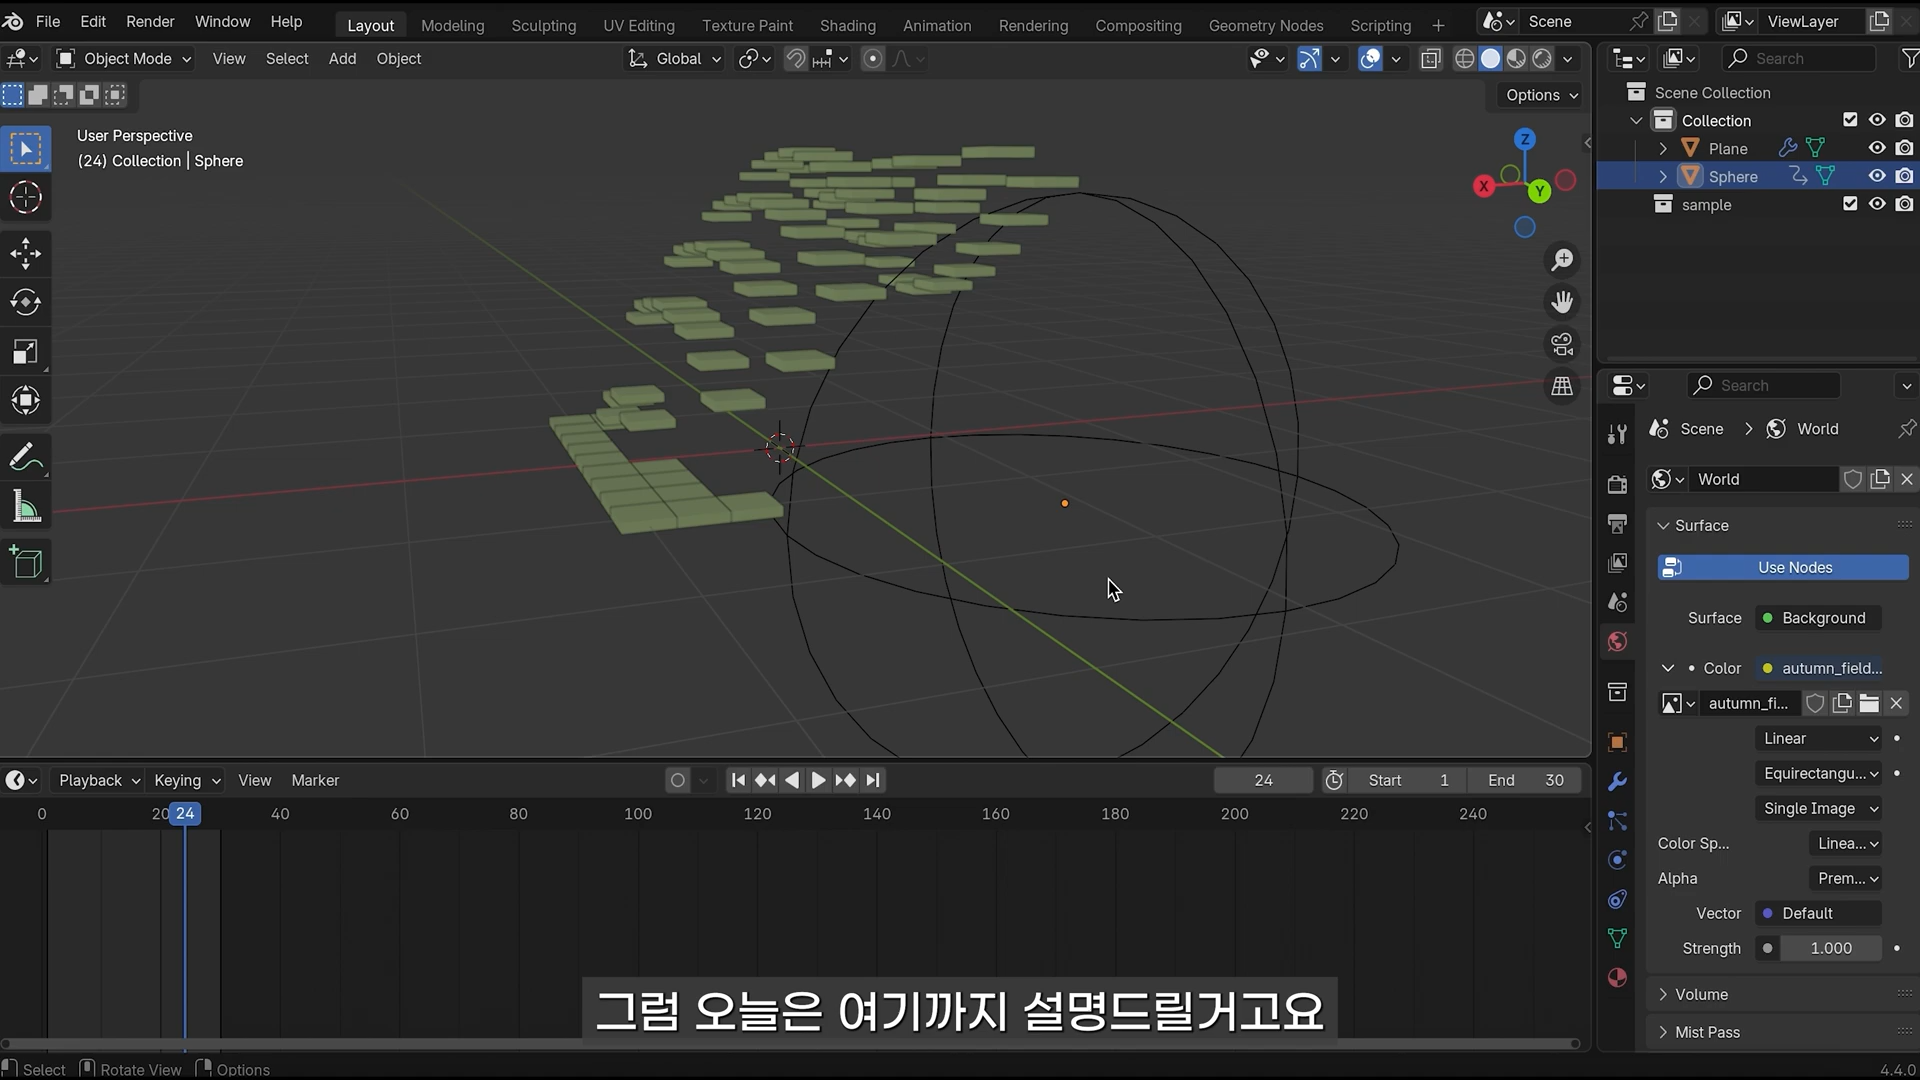 File Edit Render Window Help Layout Modeling Sculpting UV Editing Texture Paint Shading Animation Rendering Compositing Geometry Nodes Scripting + Scene ViewLayer
Object Mode View Select Add Object Global Search
Options
User Perspective
(24) Collection | Sphere
Z
X
Y
Scene Collection
Collection
Plane
Sphere
sample
Search
Scene > World
World
Surface
Use Nodes
Surface Background
Color autumn_field...
autumn_fi...
Linear
Equirectangu...
Single Image
Color Sp... Linea...
Alpha Prem...
Vector Default
Strength 1.000
Volume
Mist Pass
Playback Keying View Marker 24 Start 1 End 30
0 20 24 40 60 80 100 120 140 160 180 200 220 240
그럼 오늘은 여기까지 설명드릴거고요
Select Rotate View Options 4.4.0